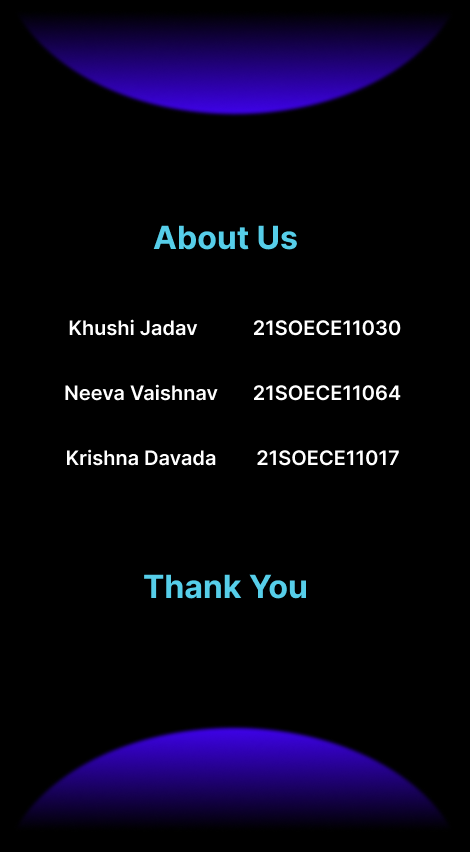 About Us
Khushi Jadav 21SOECE11030
Neeva Vaishnav 21SOECE11064
Krishna Davada 21SOECE11017
Thank You